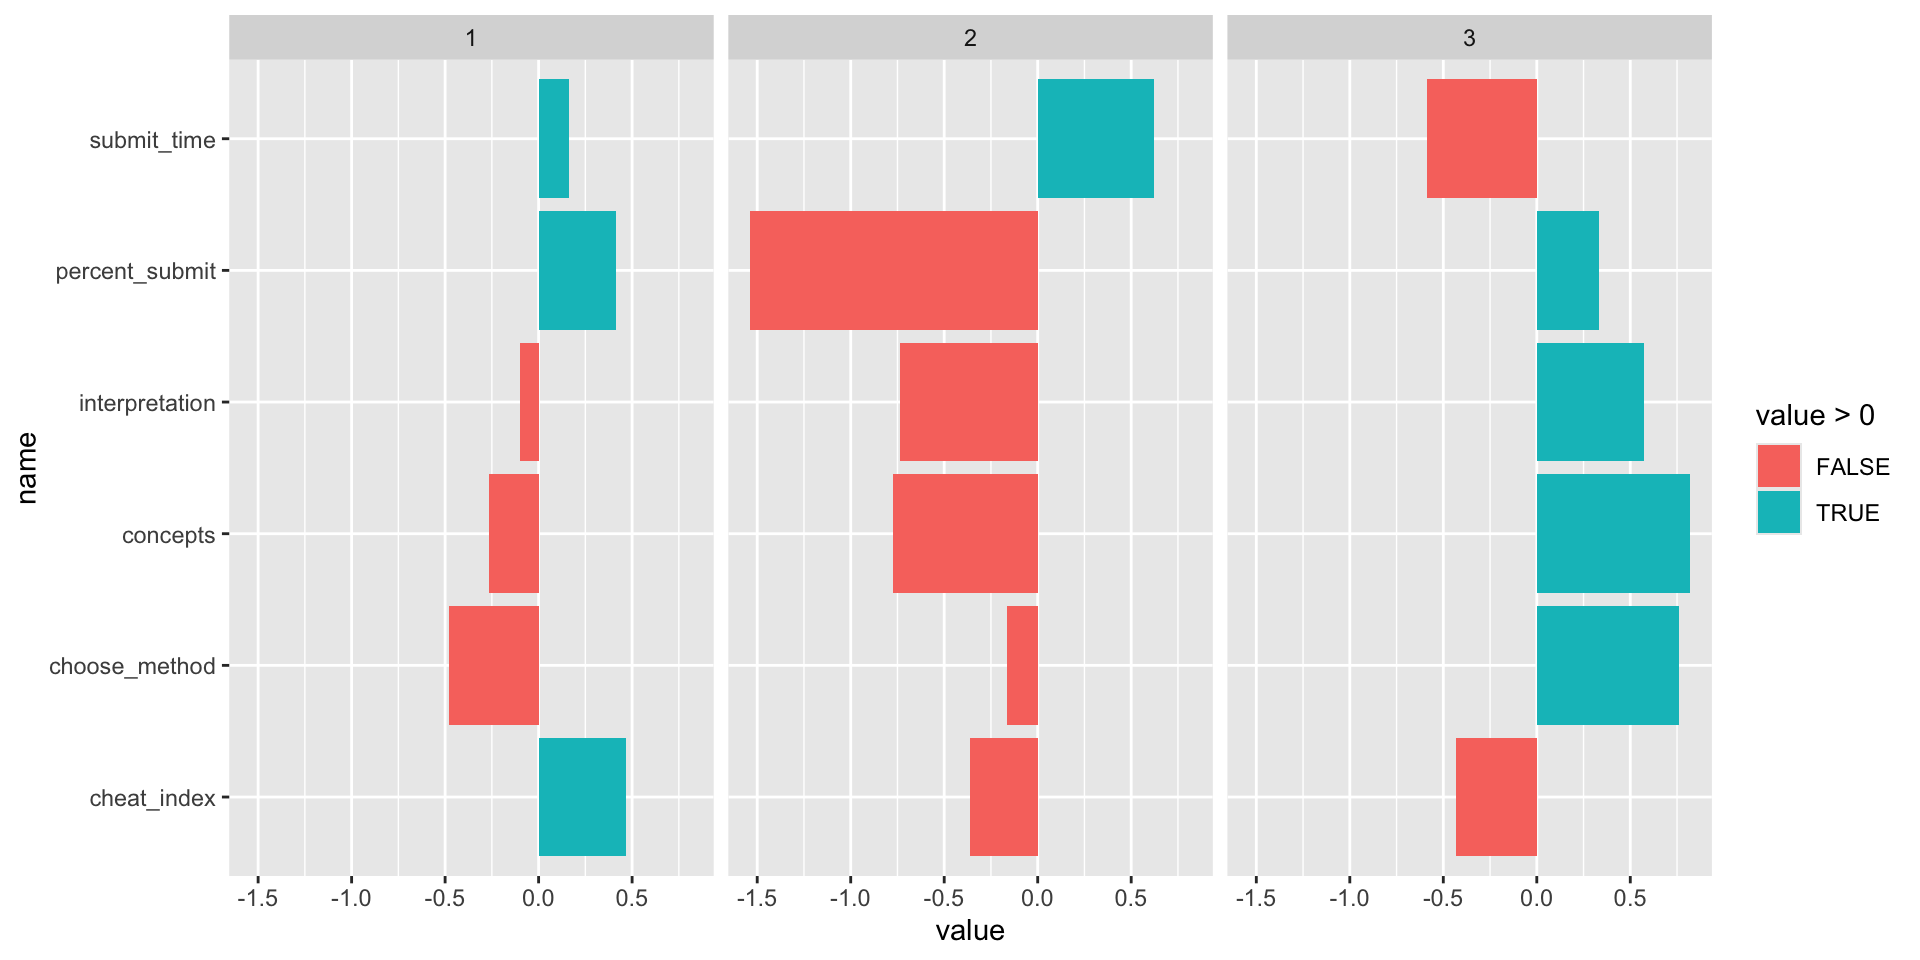 1 2 3
submit_time
percent_submit
interpretation
concepts
choose_method
cheat_index
name
-1.5 -1.0 -0.5 0.0 0.5 -1.5 -1.0 -0.5 0.0 0.5 -1.5 -1.0 -0.5 0.0 0.5
value
value > 0
FALSE
TRUE